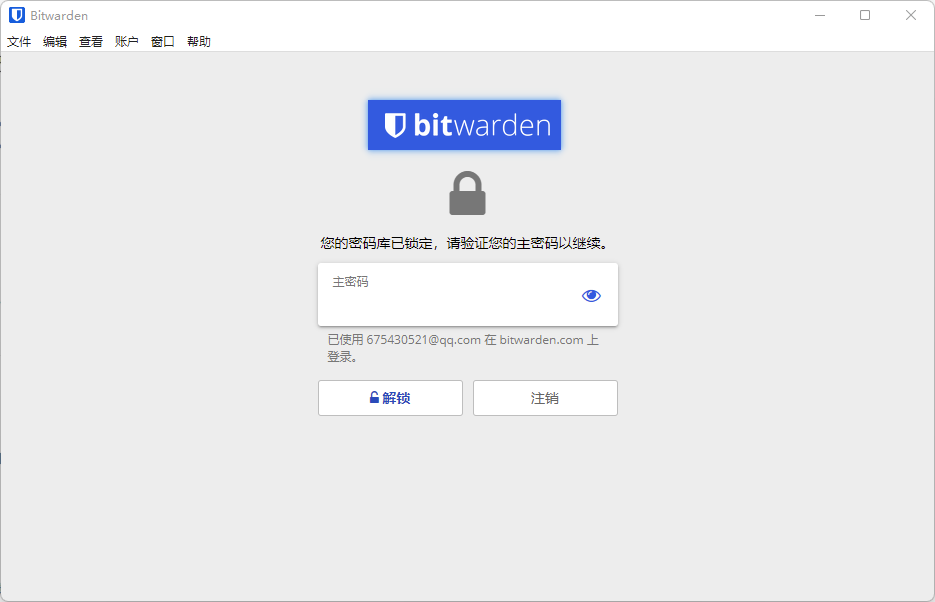 Bitwarden
文件 编辑 查看 账户 窗口 帮助
bitwarden
您的密码库已锁定，请验证您的主密码以继续。
主密码
已使用 675430521@qq.com 在 bitwarden.com 上
登录。
解锁 注销